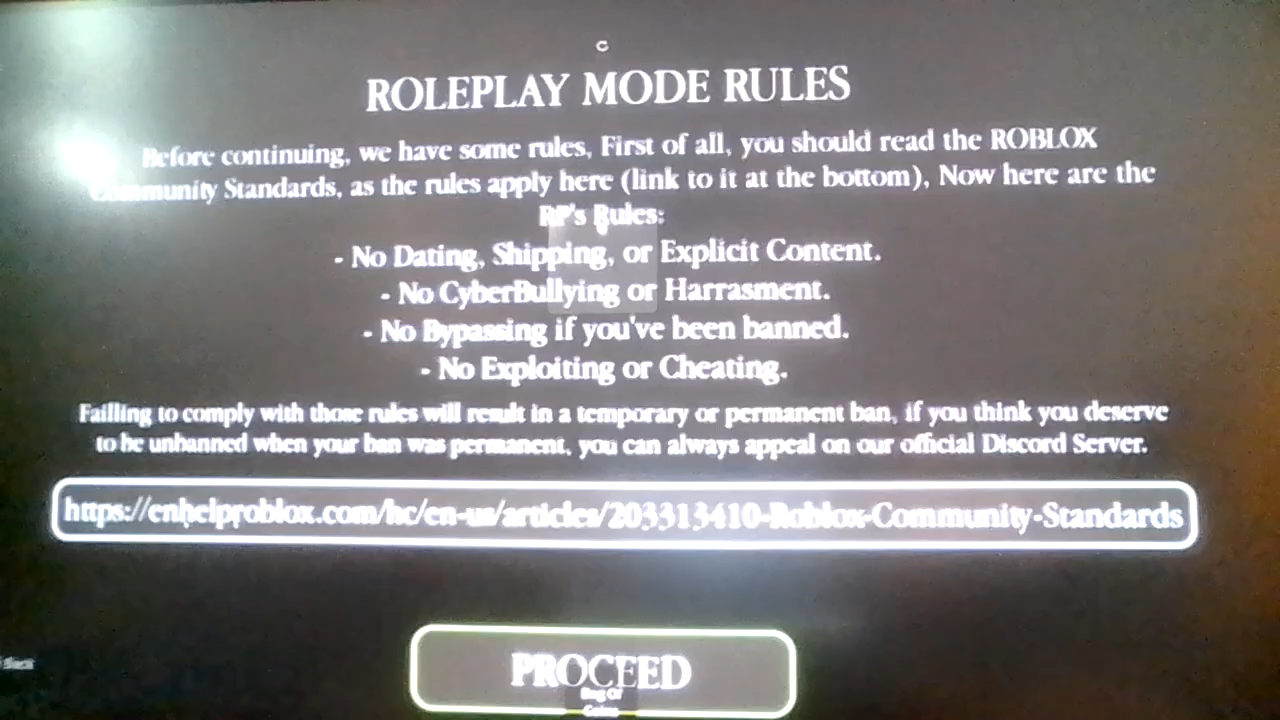 C
ROLEPLAY MODE RULES
Before continuing, we have some rules, First of all, you should read the ROBLOX
Community Standards, as the rules apply here (link to it at the bottom), Now here are the
RP's Rules:
- No Dating, Shipping, or Explicit Content.
- No CyberBullying or Harrasment.
- No Bypassing if you've been banned.
- No Exploiting or Cheating.
Failling to comply with those rules will result in a temporary or permanent ban, if you think you deserve
to be unbanned when your ban was permanent, you can always appeal on our official Discord Server.
https://en.help.roblox.com/hc/en-us/articles/203313410-Roblox-Community-Standards
PROCEED
Bag Of
Back